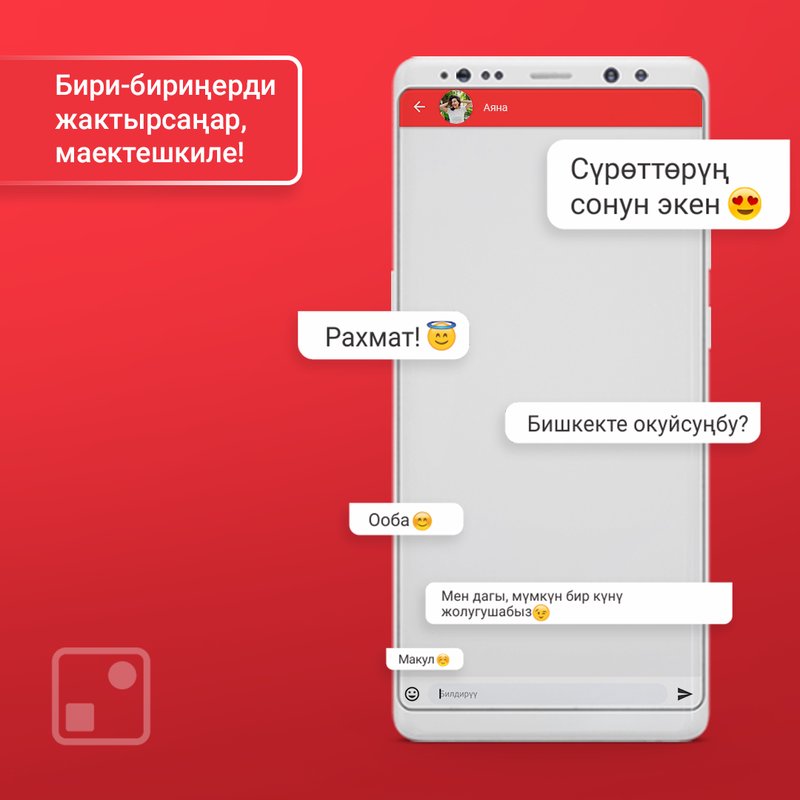 Бири-бириңерди
жактырсаңар,
маектешкиле!
Аяна
Сүрөттөрүң
сонун экен 😍
Рахмат! 😇
Бишкекте окуйсуңбу?
Ооба 😊
Мен дагы, мүмкүн бир күнү
жолугушабыз 😉
Макул ☺️
Билдирүү